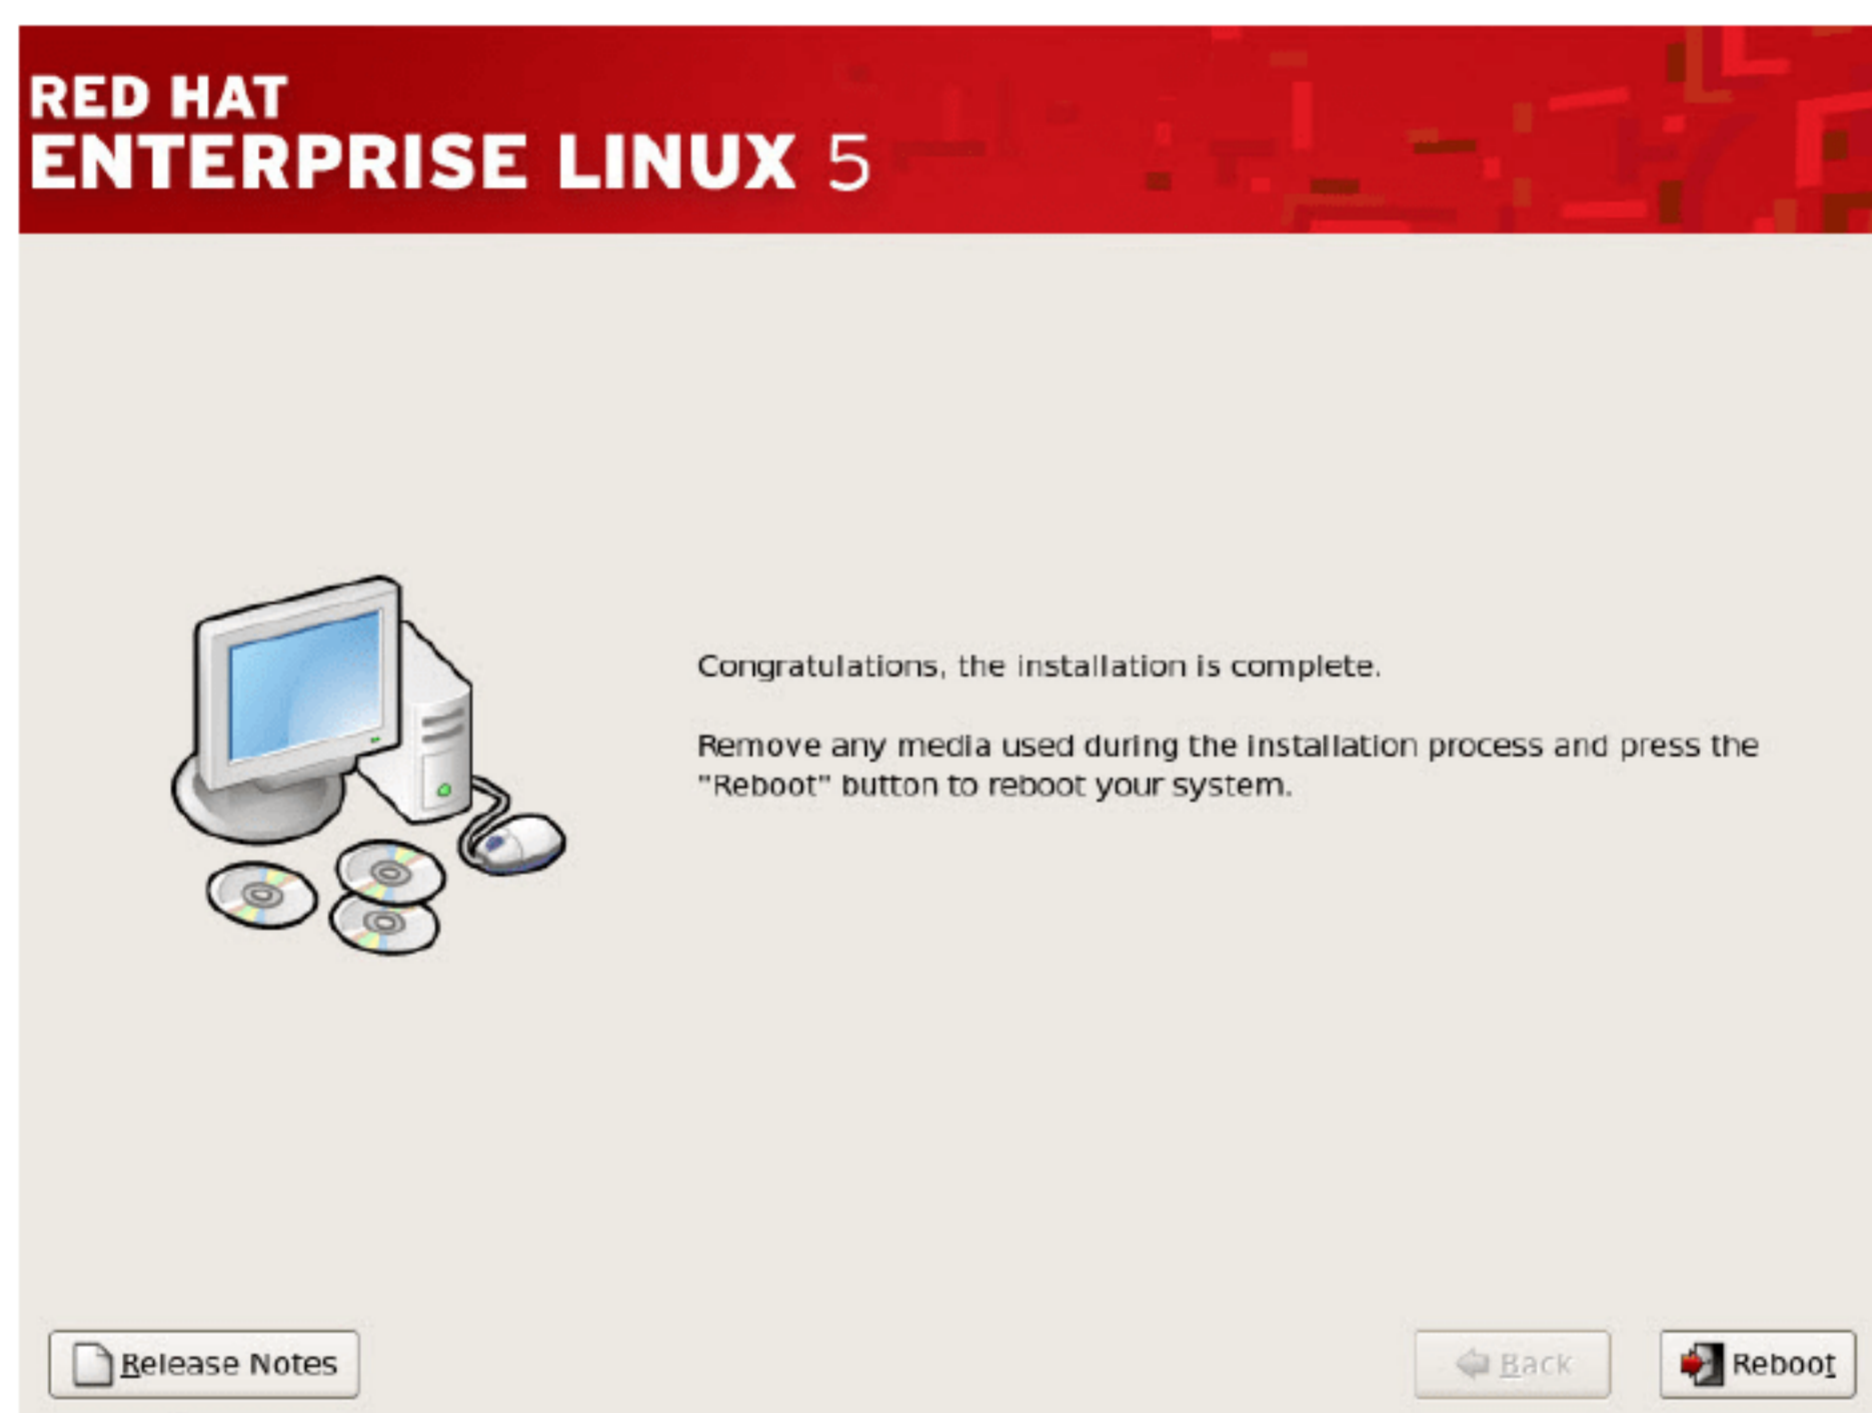 RED HAT
ENTERPRISE LINUX 5
Congratulations, the installation is complete.
Remove any media used during the installation process and press the
"Reboot" button to reboot your system.
Release Notes
Back
Reboot